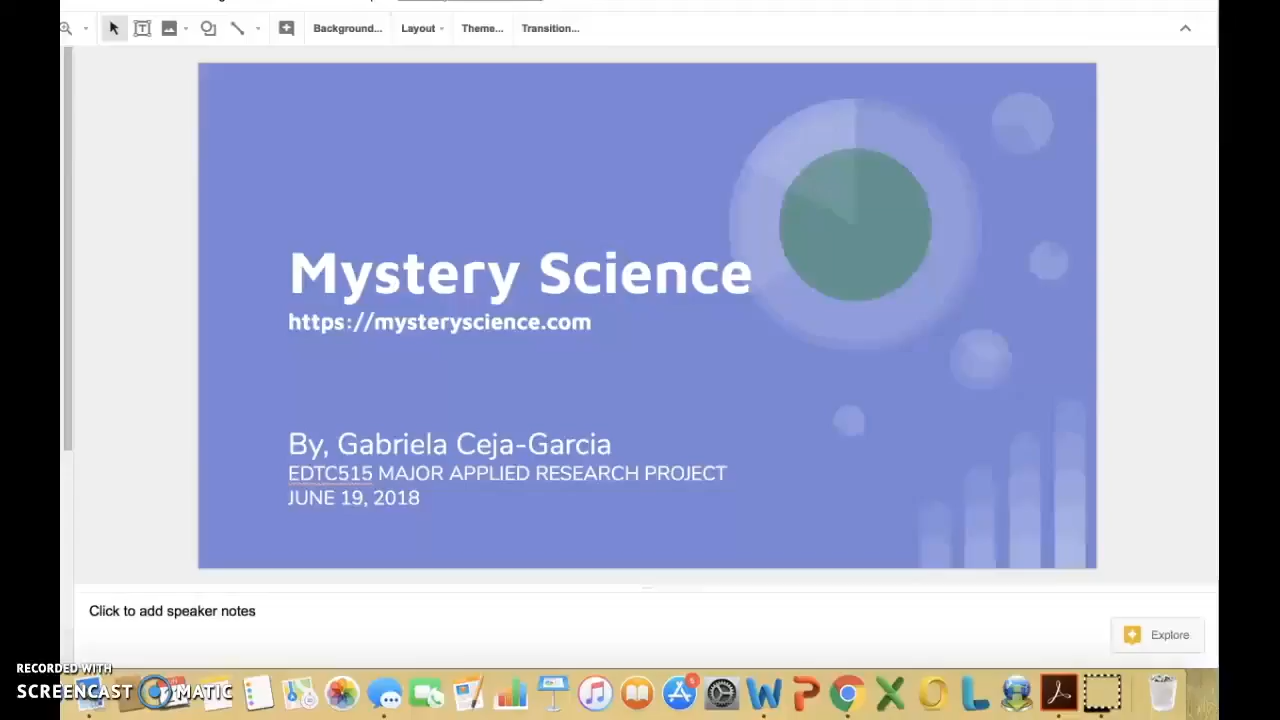 Background...
Layout
Theme...
Transition...
Mystery Science
https://mysteryscience.com
By, Gabriela Ceja-Garcia
EDTC515 MAJOR APPLIED RESEARCH PROJECT
JUNE 19, 2018
Click to add speaker notes
Explore
RECORDED WITH
SCREENCAST MATIC